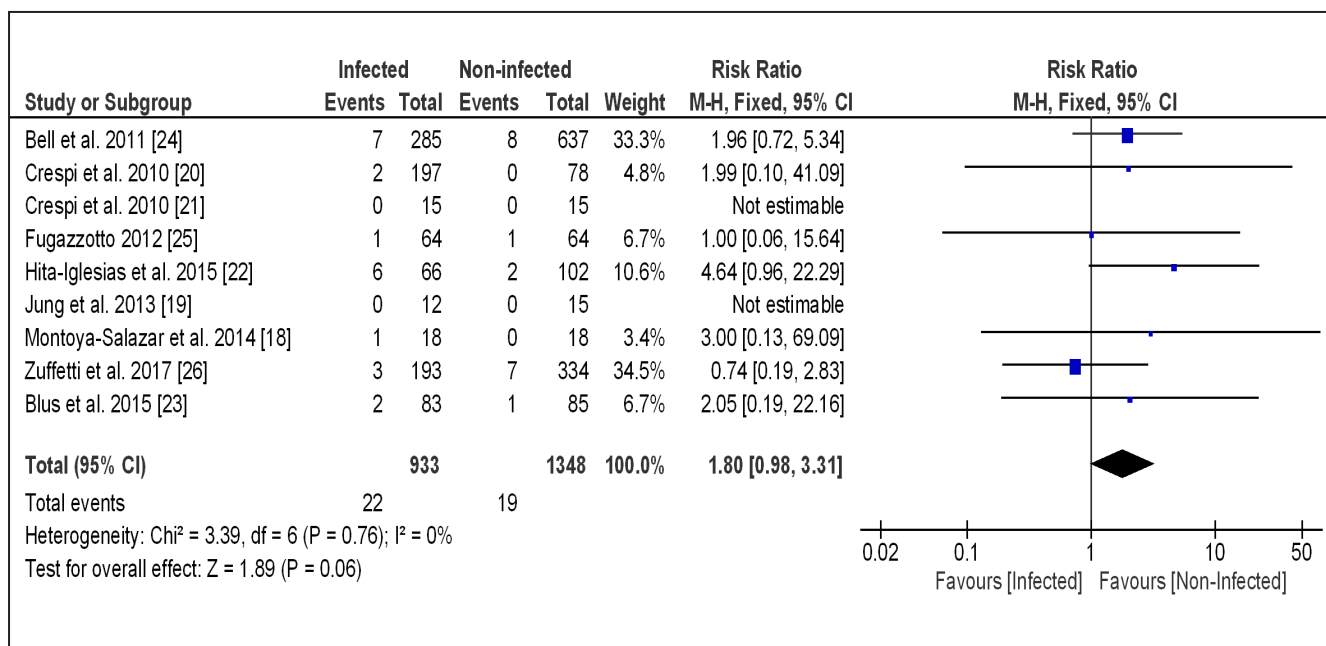 Infected Non-infected Risk Ratio Risk Ratio
Study or Subgroup Events Total Events Total Weight M-H, Fixed, 95% CI M-H, Fixed, 95% CI
Bell et al. 2011 [24] 7 285 8 637 33.3% 1.96 [0.72, 5.34]
Crespi et al. 2010 [20] 2 197 0 78 4.8% 1.99 [0.10, 41.09]
Crespi et al. 2010 [21] 0 15 0 15 Not estimable
Fugazzotto 2012 [25] 1 64 1 64 6.7% 1.00 [0.06, 15.64]
Hita-Iglesias et al. 2015 [22] 6 66 2 102 10.6% 4.64 [0.96, 22.29]
Jung et al. 2013 [19] 0 12 0 15 Not estimable
Montoya-Salazar et al. 2014 [18] 1 18 0 18 3.4% 3.00 [0.13, 69.09]
Zuffetti et al. 2017 [26] 3 193 7 334 34.5% 0.74 [0.19, 2.83]
Blus et al. 2015 [23] 2 83 1 85 6.7% 2.05 [0.19, 22.16]
Total (95% CI) 933 1348 100.0% 1.80 [0.98, 3.31]
Total events 22 19
Heterogeneity: Chi² = 3.39, df = 6 (P = 0.76); I² = 0%
Test for overall effect: Z = 1.89 (P = 0.06)
0.02 0.1 1 10 50
Favours [Infected] Favours [Non-Infected]